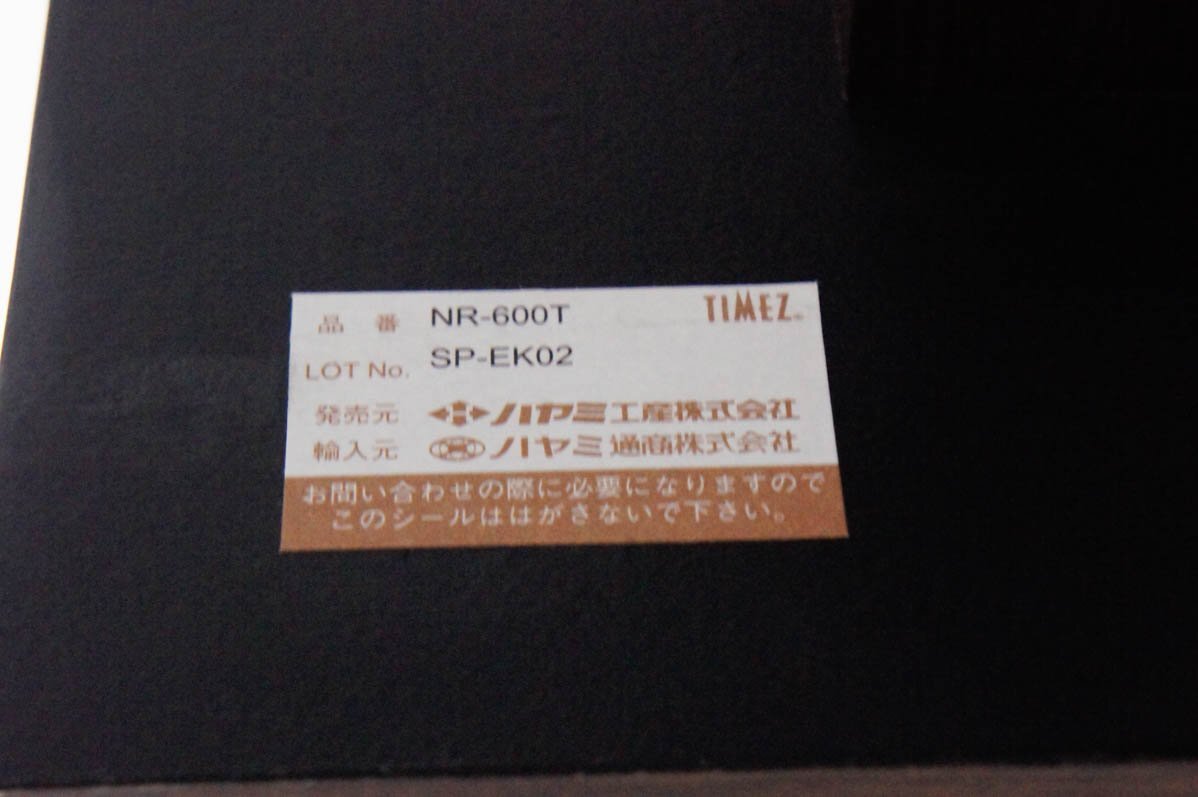 品番 NR-600T TIMEZ
LOT No. SP-EK02
発売元 ハヤミ工産株式会社
輸入元 ハヤミ通商株式会社
お問い合わせの際に必要になりますので
このシールははがさないで下さい。